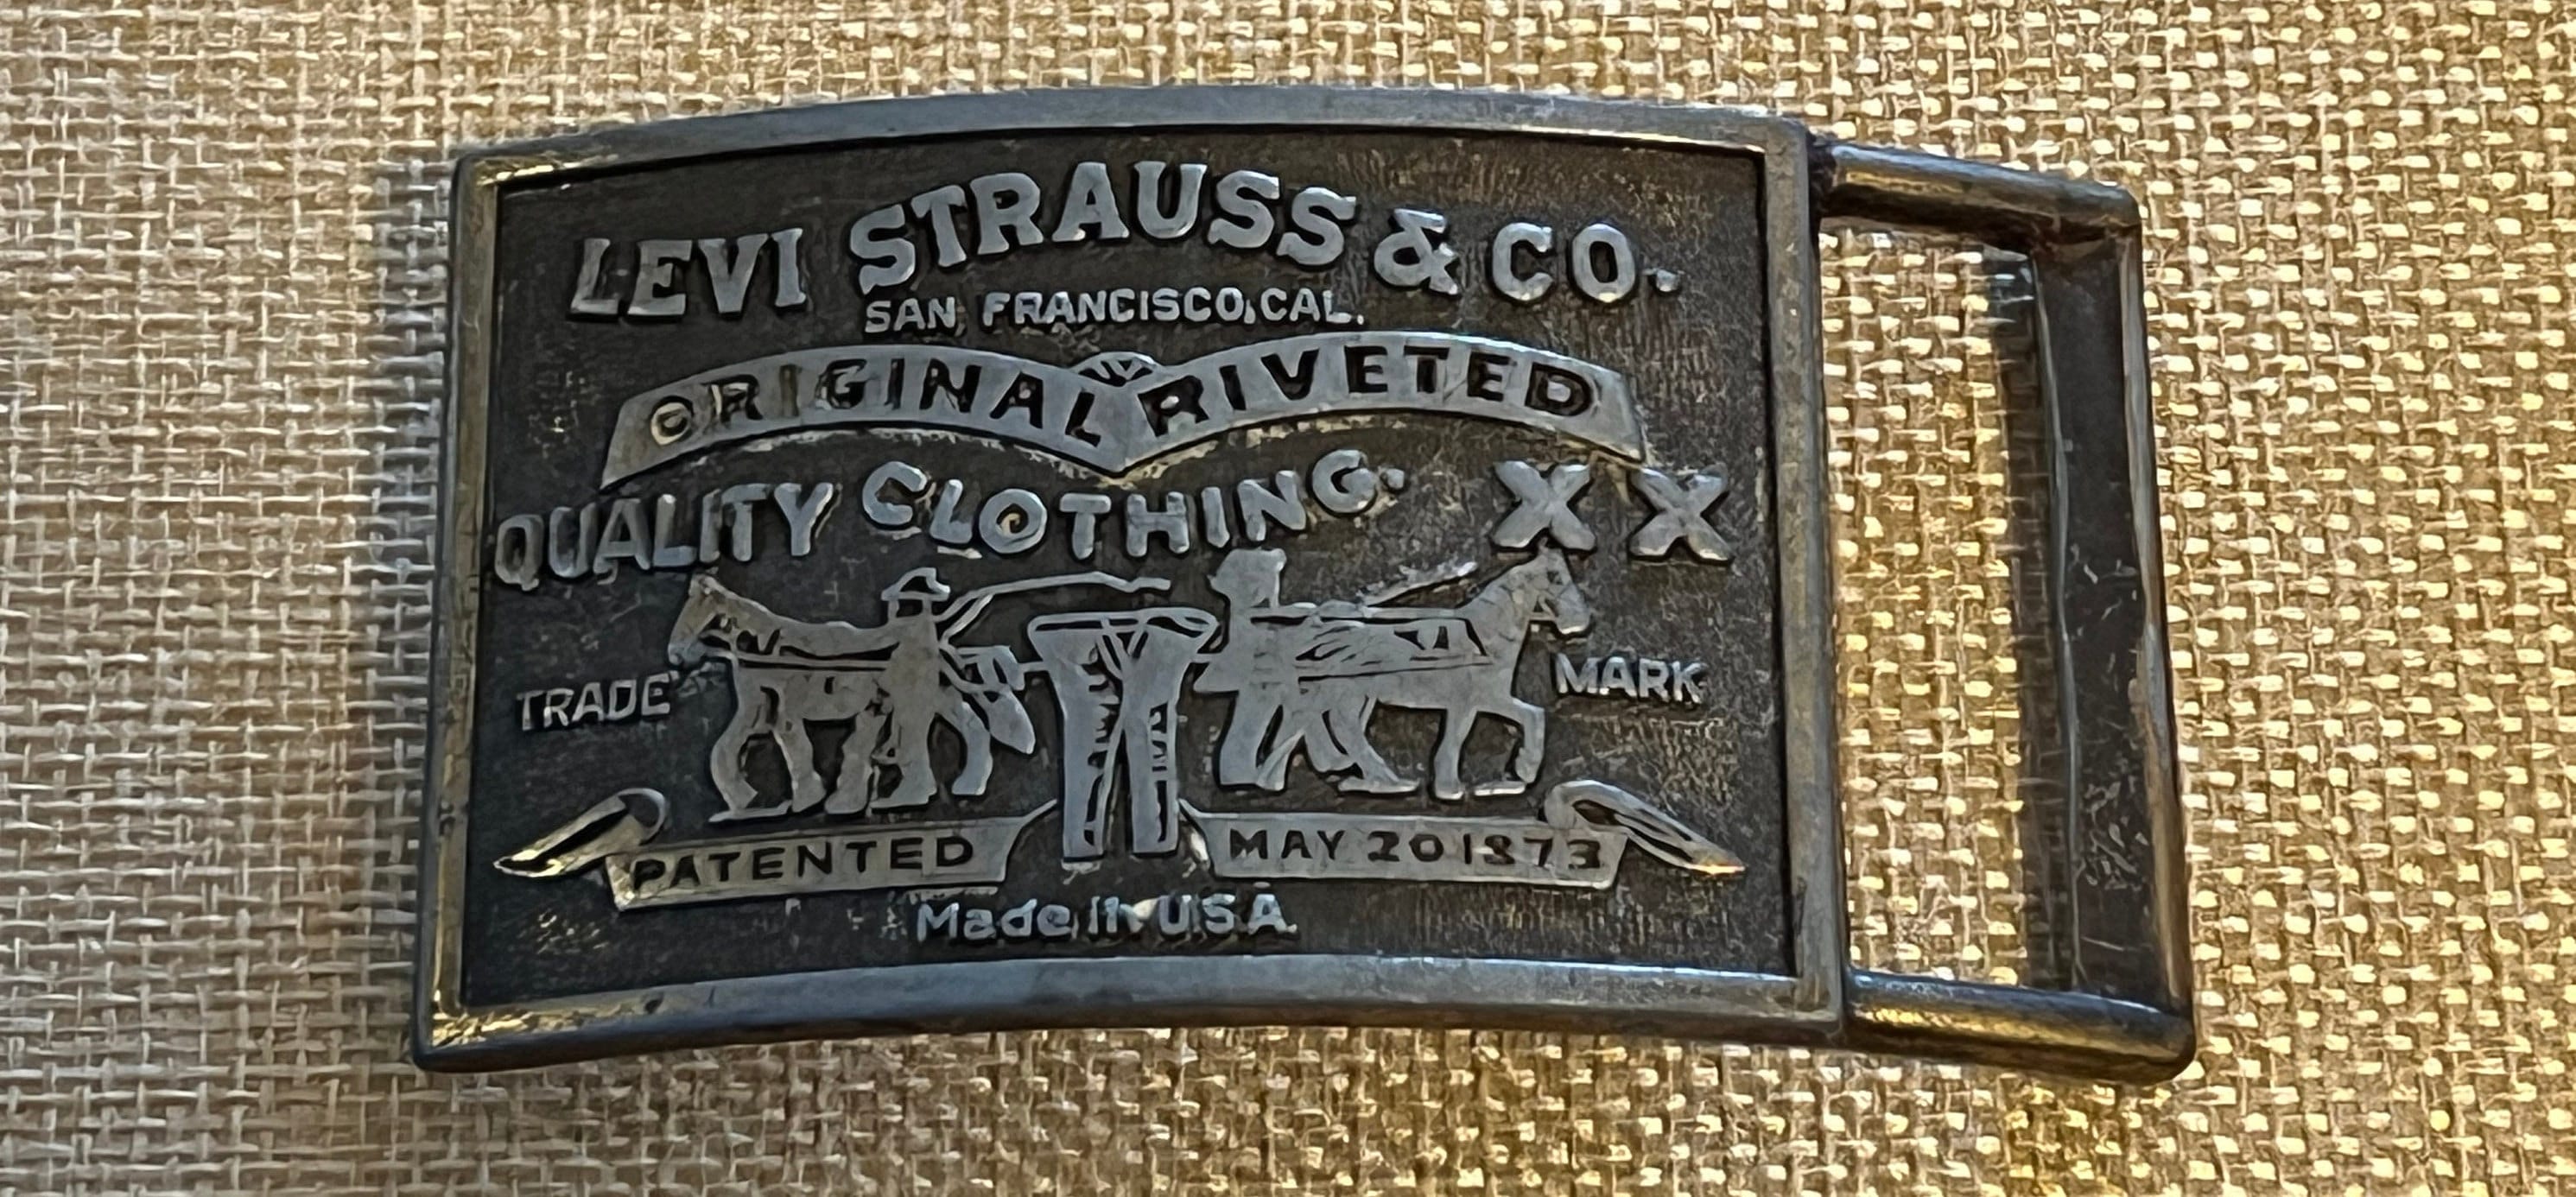 LEVI STRAUSS & CO.
SAN FRANCISCO, CAL.
ORIGINAL RIVETED
QUALITY CLOTHING. XX
TRADE MARK
PATENTED MAY 20 1873
Made In U.S.A.